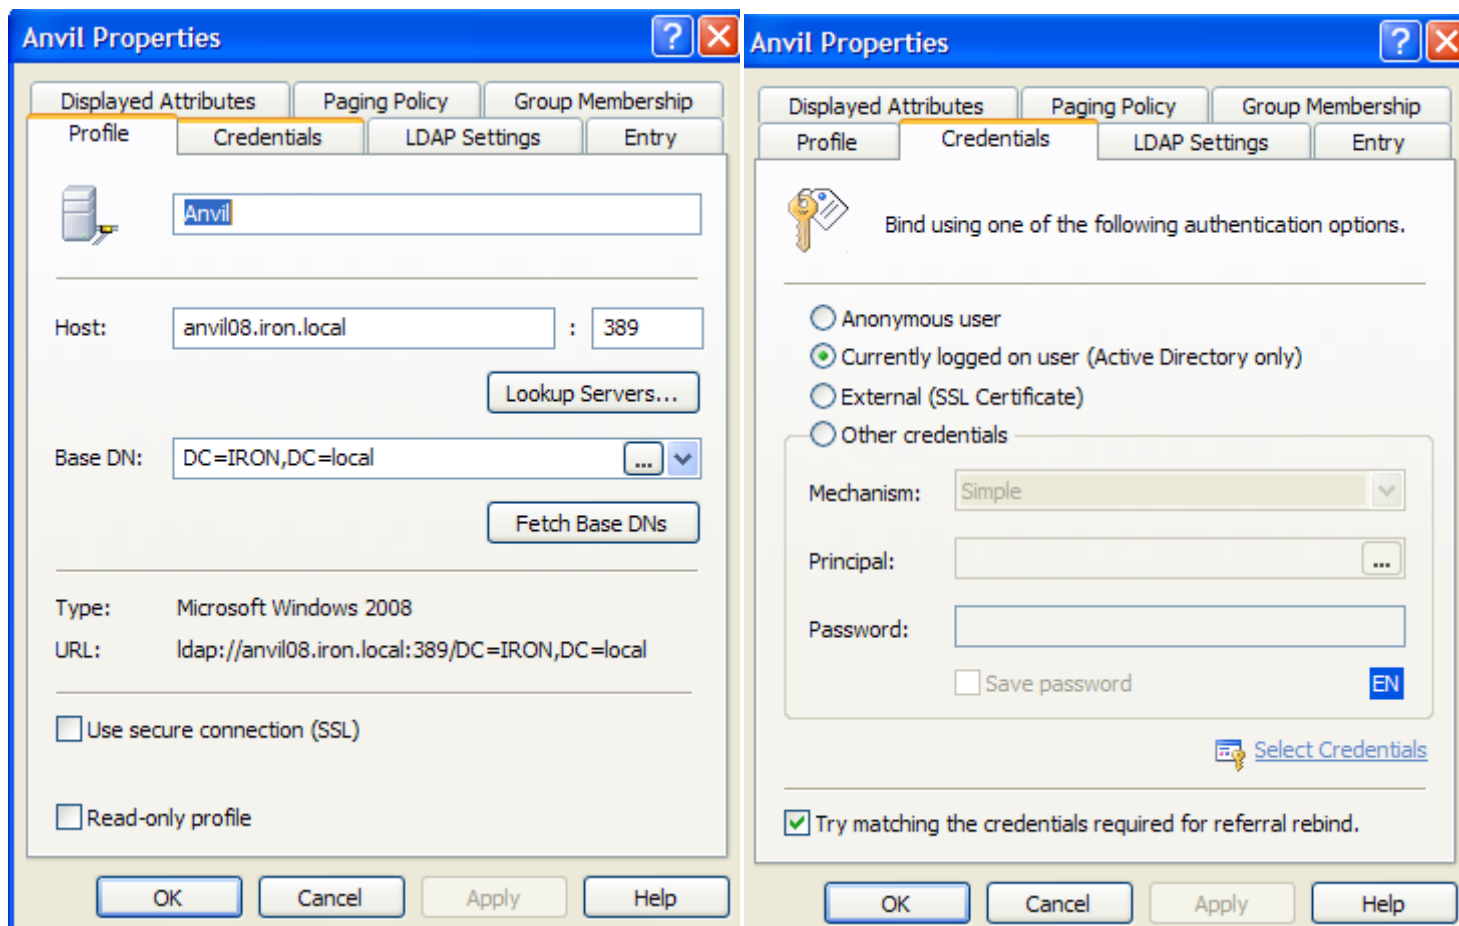 Anvil Properties
Displayed Attributes Paging Policy Group Membership
Profile Credentials LDAP Settings Entry
Anvil
Host: anvil08.iron.local : 389
Lookup Servers...
Base DN: DC=IRON,DC=local ...
Fetch Base DNs
Type: Microsoft Windows 2008
URL: ldap://anvil08.iron.local:389/DC=IRON,DC=local
Use secure connection (SSL)
Read-only profile
OK Cancel Apply Help
Anvil Properties
Displayed Attributes Paging Policy Group Membership
Profile Credentials LDAP Settings Entry
Bind using one of the following authentication options.
Anonymous user
Currently logged on user (Active Directory only)
External (SSL Certificate)
Other credentials
Mechanism: Simple
Principal: ...
Password:
Save password EN
Select Credentials
Try matching the credentials required for referral rebind.
OK Cancel Apply Help